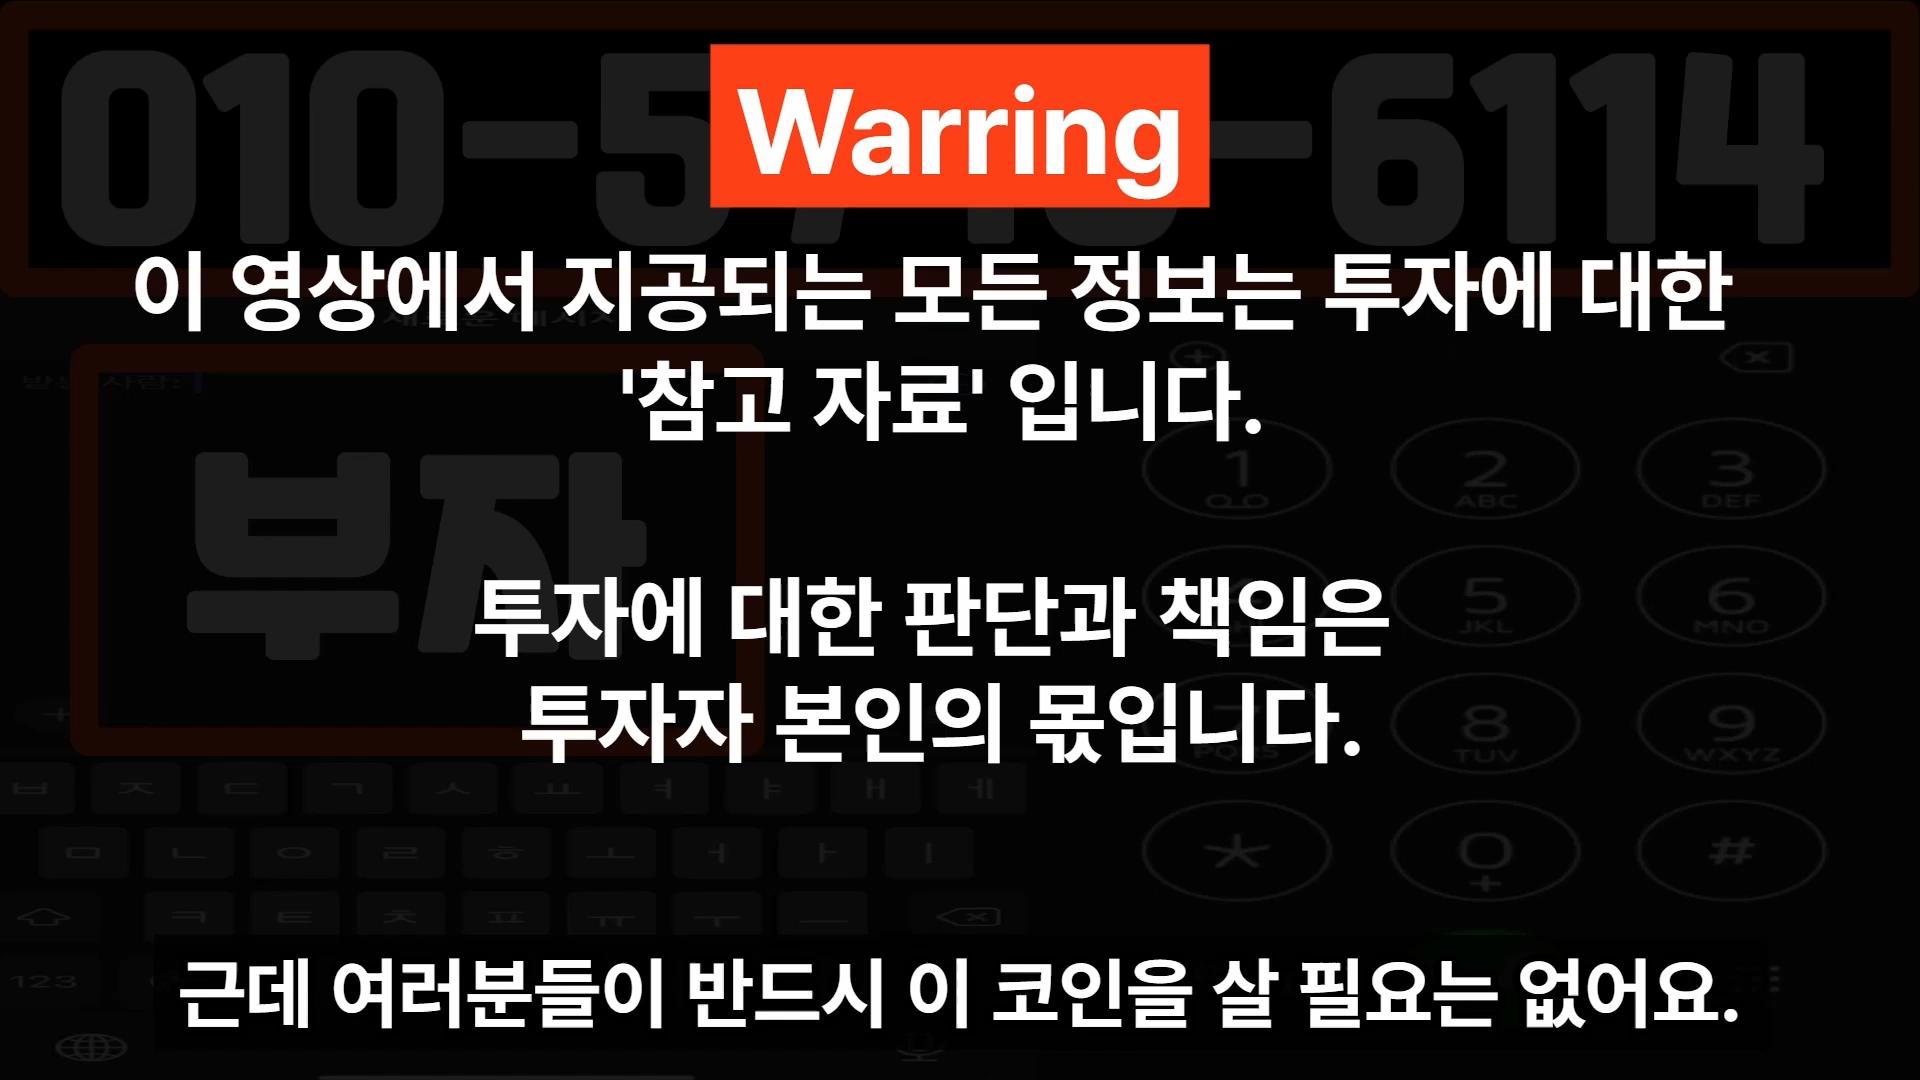 Warring
이 영상에서 지공되는 모든 정보는 투자에 대한
'참고 자료' 입니다.
부자
투자에 대한 판단과 책임은
투자자 본인의 몫입니다.
1
2 ABC
3 DEF
5 JKL
6 MNO
7 PQRS
8 TUV
9 WXYZ
* 0 + #
ㅂ ㅈ ㄷ ㄱ ㅅ ㅛ ㅕ ㅑ ㅐ ㅔ
ㅁ ㄴ ㅇ ㄹ ㅎ ㅗ ㅓ ㅏ ㅣ
ㅋ ㅌ ㅊ ㅍ ㅠ ㅜ ㅡ
123
근데 여러분들이 반드시 이 코인을 살 필요는 없어요.